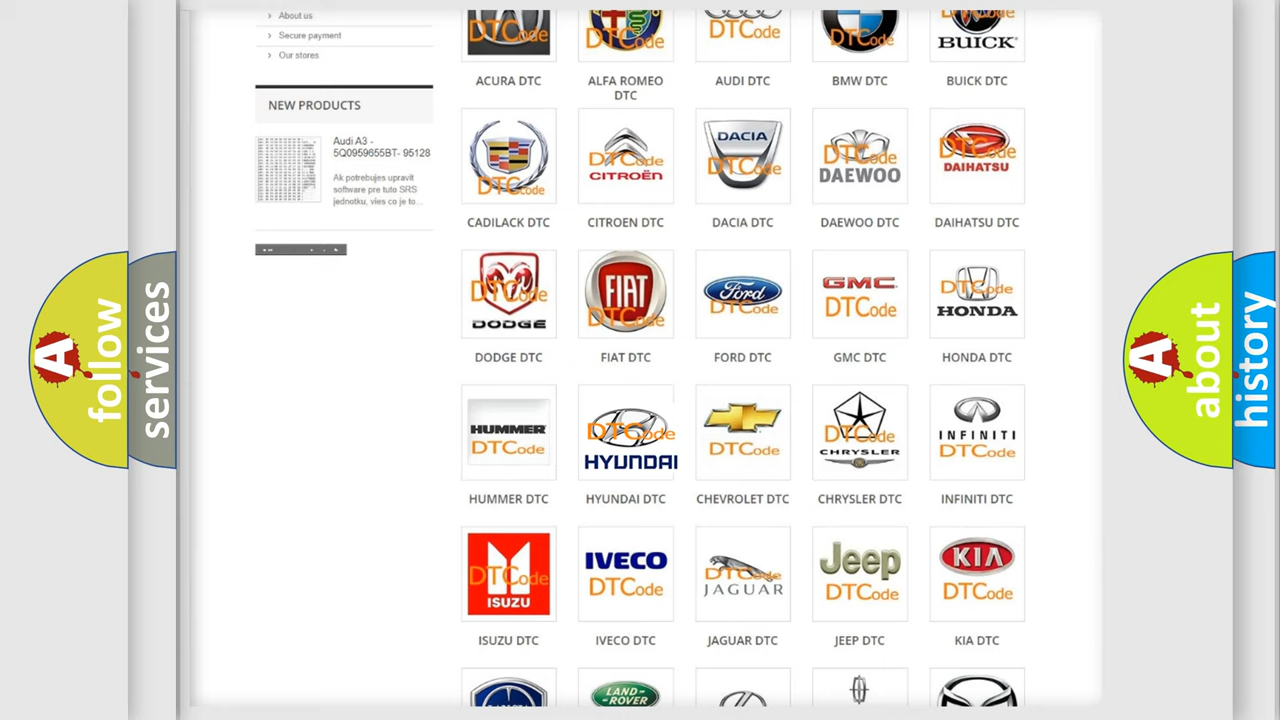 About us
Secure payment
Our stores
NEW PRODUCTS
Audi A3 -
5Q0959655BT- 95128
Ak potrebujes upravit
software pre tuto SRS
jednotku, vies co je to...
DTCode
DTCode
DTCode
DTCode
BUICK
ACURA DTC
ALFA ROMEO
DTC
AUDI DTC
BMW DTC
BUICK DTC
DTCode
DTCode
CITROËN
DACIA
DTCode
DTCode
DAEWOO
DTCode
DAIHATSU
CADILACK DTC
CITROEN DTC
DACIA DTC
DAEWOO DTC
DAIHATSU DTC
DTCode
DODGE
FIAT
DTCode
Ford
DTCode
GMC
DTCode
DTCode
HONDA
DODGE DTC
FIAT DTC
FORD DTC
GMC DTC
HONDA DTC
HUMMER
DTCode
DTCode
HYUNDAI
DTCode
DTCode
CHRYSLER
INFINITI
DTCode
HUMMER DTC
HYUNDAI DTC
CHEVROLET DTC
CHRYSLER DTC
INFINITI DTC
DTCode
ISUZU
IVECO
DTCode
DTCode
JAGUAR
Jeep
DTCode
KIA
DTCode
ISUZU DTC
IVECO DTC
JAGUAR DTC
JEEP DTC
KIA DTC
LAND-
ROVER
A
follow
services
A
about
history